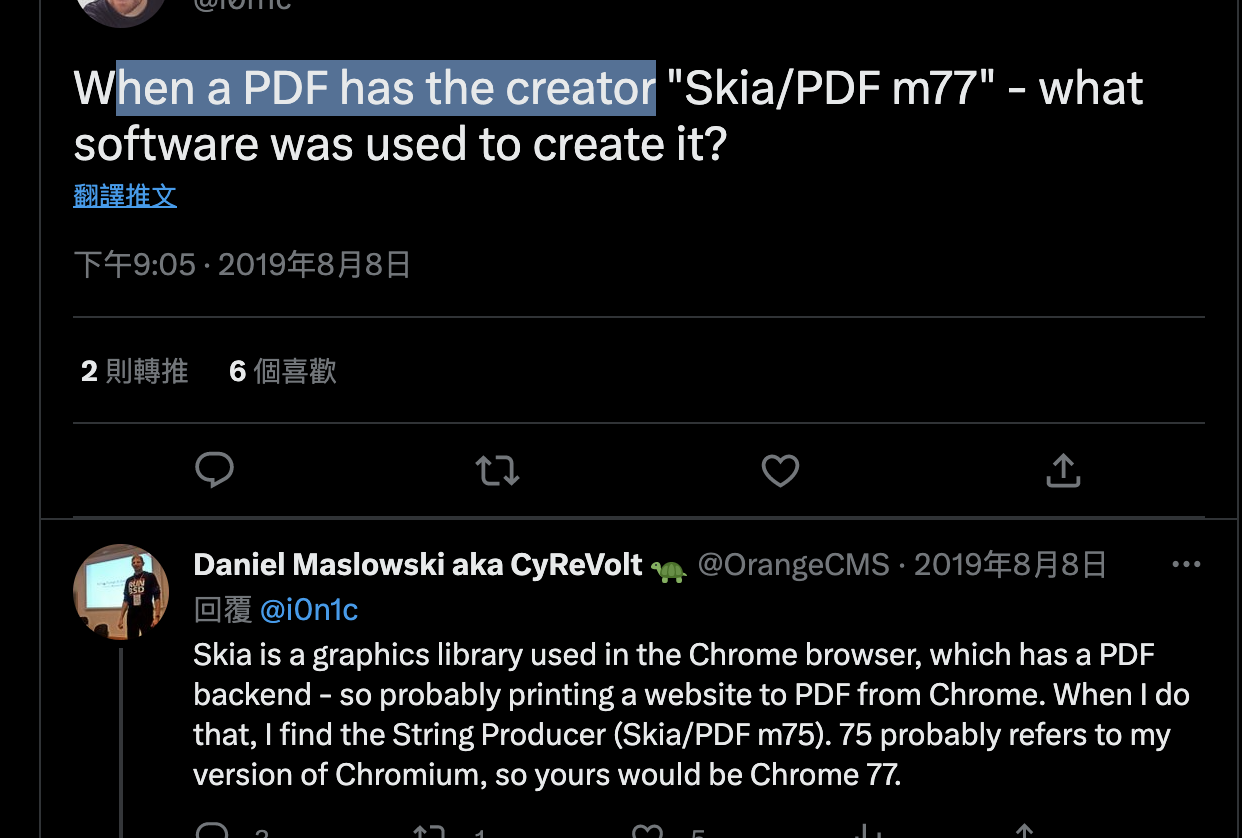 @i0n1c
When a PDF has the creator "Skia/PDF m77" - what
software was used to create it?
翻譯推文
下午9:05 · 2019年8月8日
2 則轉推 6 個喜歡
Daniel Maslowski aka CyReVolt 🐢 @OrangeCMS · 2019年8月8日
回覆 @i0n1c
Skia is a graphics library used in the Chrome browser, which has a PDF
backend - so probably printing a website to PDF from Chrome. When I do
that, I find the String Producer (Skia/PDF m75). 75 probably refers to my
version of Chromium, so yours would be Chrome 77.